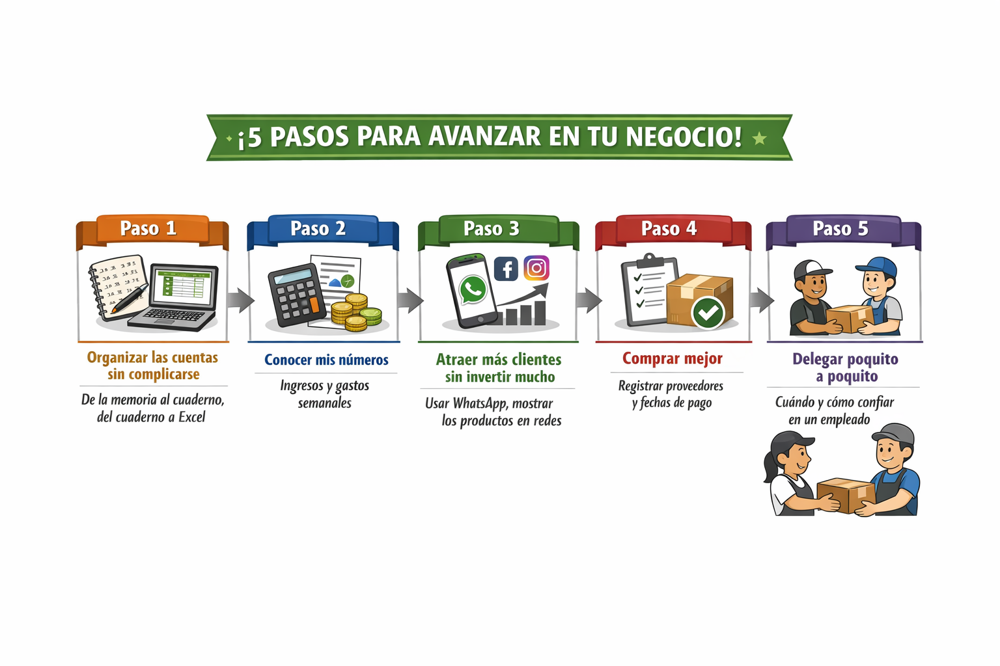 ¡5 PASOS PARA AVANZAR EN TU NEGOCIO!
Paso 1
Organizar las cuentas
sin complicarse
De la memoria al cuaderno,
del cuaderno a Excel
Paso 2
Conocer mis números
Ingresos y gastos
semanales
Paso 3
Atraer más clientes
sin invertir mucho
Usar WhatsApp, mostrar
los productos en redes
Paso 4
Comprar mejor
Registrar proveedores
y fechas de pago
Paso 5
Delegar poquito
a poquito
Cuándo y cómo confiar
en un empleado